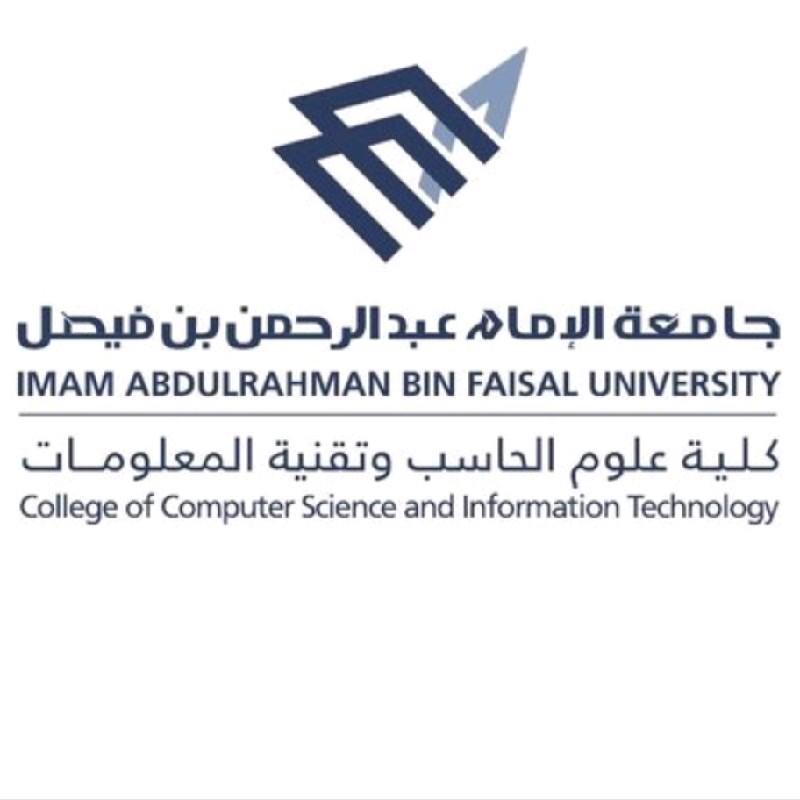 جامعة الإمام عبدالرحمن بن فيصل
IMAM ABDULRAHMAN BIN FAISAL UNIVERSITY
كلية علوم الحاسب وتقنية المعلومات
College of Computer Science and Information Technology